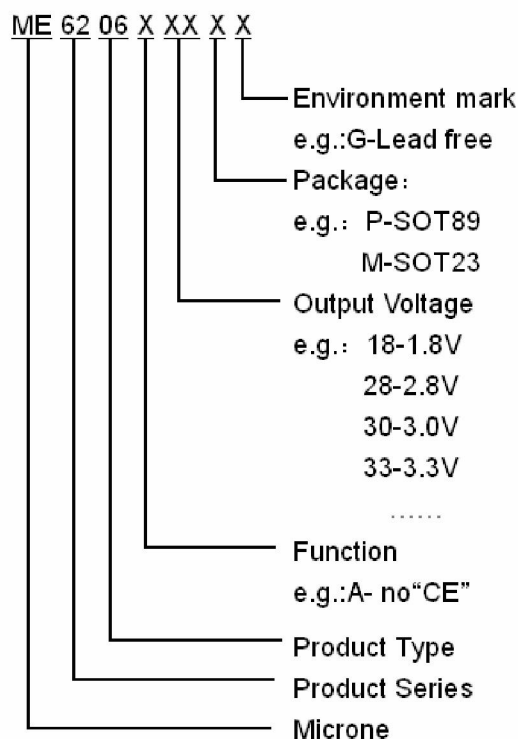 ME 62 06 X XX X X
Environment mark
e.g.:G-Lead free
Package：
e.g.： P-SOT89
M-SOT23
Output Voltage
e.g.： 18-1.8V
28-2.8V
30-3.0V
33-3.3V
......
Function
e.g.:A- no“CE”
Product Type
Product Series
Microne